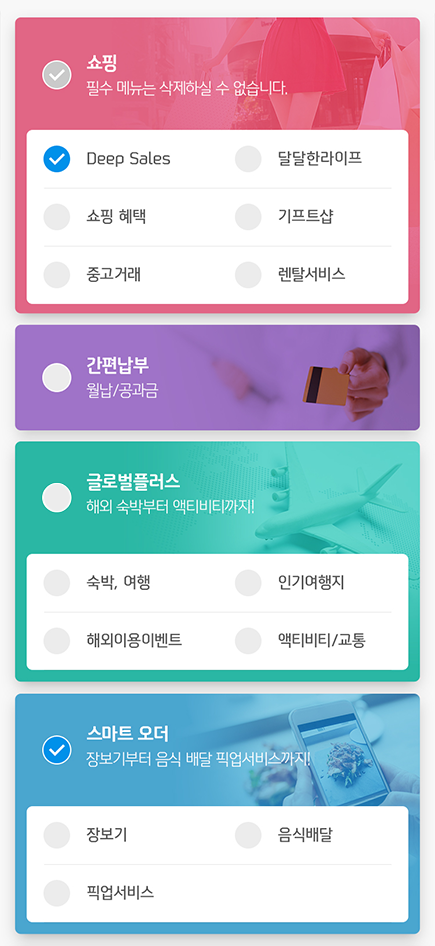 쇼핑
필수 메뉴는 삭제하실 수 없습니다.
Deep Sales
달달한라이프
쇼핑 혜택
기프트샵
중고거래
렌탈서비스
간편납부
월납/공과금
글로벌플러스
해외 숙박부터 액티비티까지!
숙박, 여행
인기여행지
해외이용이벤트
액티비티/교통
스마트 오더
장보기부터 음식 배달 픽업서비스까지!
장보기
음식배달
픽업서비스